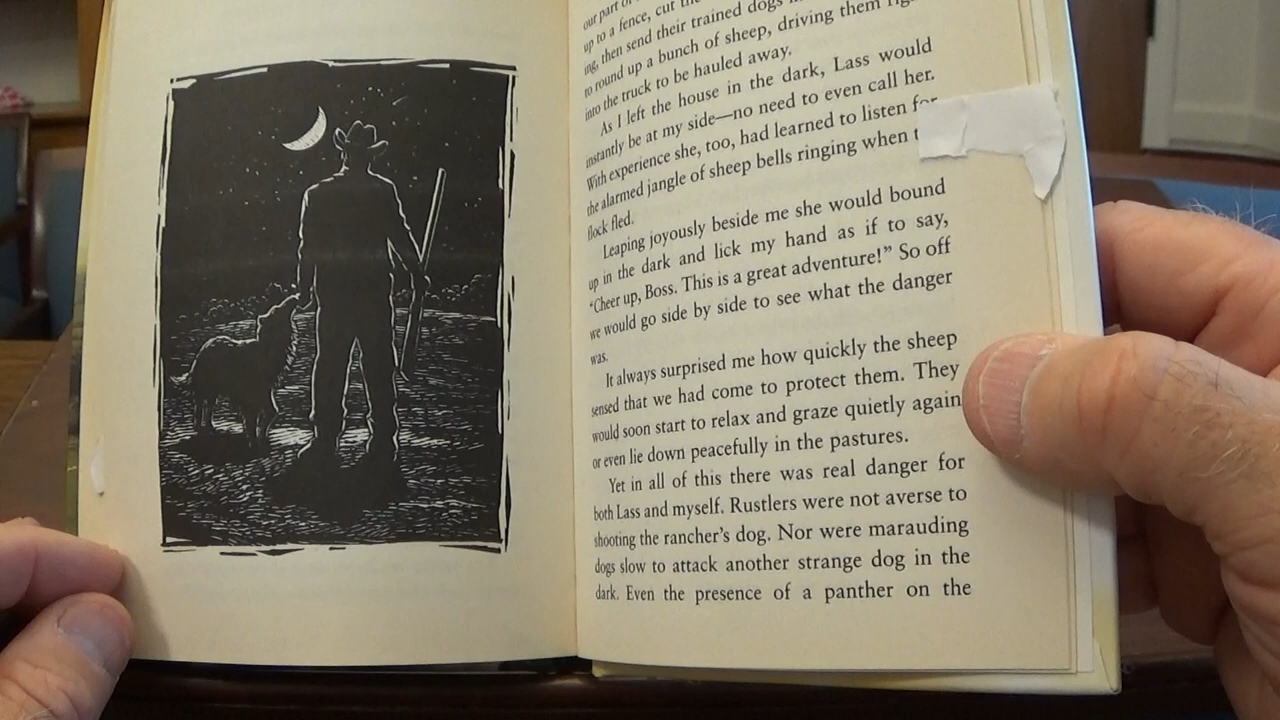 our part of
up to a fence, cut the
ing, then send their trained dogs
to round up a bunch of sheep, driving them
into the truck to be hauled away.
As I left the house in the dark, Lass would
instantly be at my side—no need to even call her.
With experience she, too, had learned to listen for
the alarmed jangle of sheep bells ringing when
flock fled.
Leaping joyously beside me she would bound
up in the dark and lick my hand as if to say,
“Cheer up, Boss. This is a great adventure!” So off
we would go side by side to see what the danger
was.
It always surprised me how quickly the sheep
sensed that we had come to protect them. They
would soon start to relax and graze quietly again
or even lie down peacefully in the pastures.
Yet in all of this there was real danger for
both Lass and myself. Rustlers were not averse to
shooting the rancher’s dog. Nor were marauding
dogs slow to attack another strange dog in the
dark. Even the presence of a panther on the